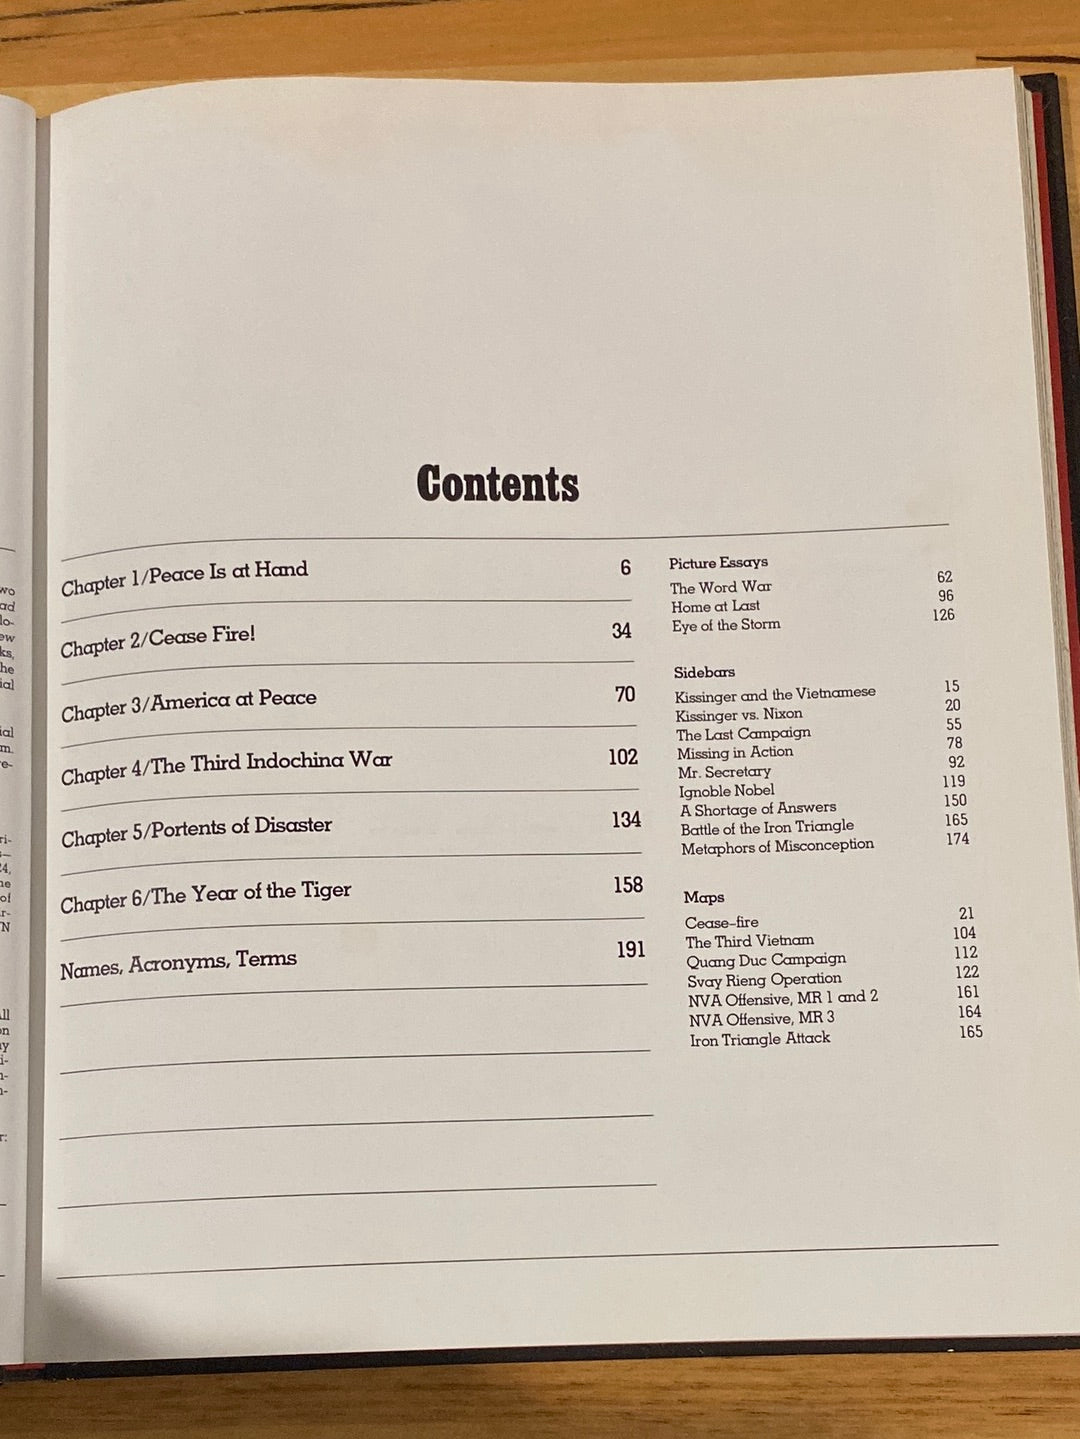 Contents
Chapter 1/Peace Is at Hand 6
Chapter 2/Cease Fire! 34
Chapter 3/America at Peace 70
Chapter 4/The Third Indochina War 102
Chapter 5/Portents of Disaster 134
Chapter 6/The Year of the Tiger 158
Names, Acronyms, Terms 191
Picture Essays
The Word War 62
Home at Last 96
Eye of the Storm 126
Sidebars
Kissinger and the Vietnamese 15
Kissinger vs. Nixon 20
The Last Campaign 55
Missing in Action 78
Mr. Secretary 92
Ignoble Nobel 119
A Shortage of Answers 150
Battle of the Iron Triangle 165
Metaphors of Misconception 174
Maps
Cease-fire 21
The Third Vietnam 104
Quang Duc Campaign 112
Svay Rieng Operation 122
NVA Offensive, MR 1 and 2 161
NVA Offensive, MR 3 164
Iron Triangle Attack 165